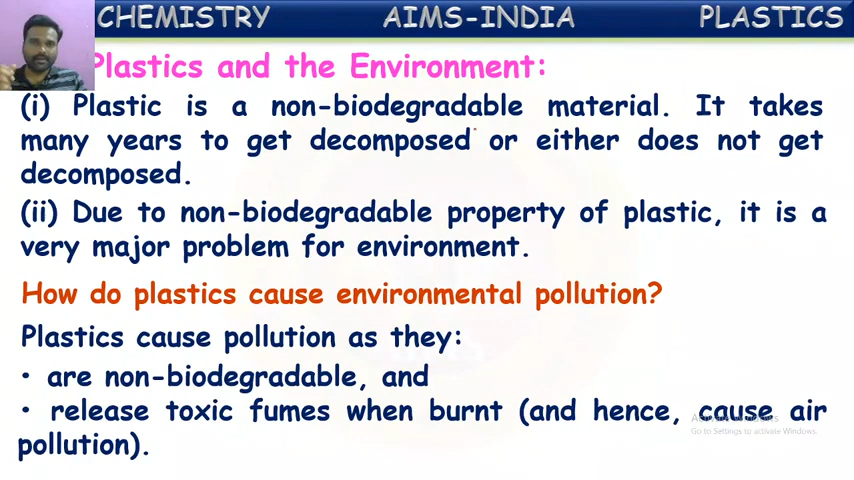 CHEMISTRY AIMS-INDIA PLASTICS
Plastics and the Environment:
(i) Plastic is a non-biodegradable material. It takes
many years to get decomposed or either does not get
decomposed.
(ii) Due to non-biodegradable property of plastic, it is a
very major problem for environment.
How do plastics cause environmental pollution?
Plastics cause pollution as they:
• are non-biodegradable, and
• release toxic fumes when burnt (and hence, cause air
pollution).
Go to Settings to activate Windows.